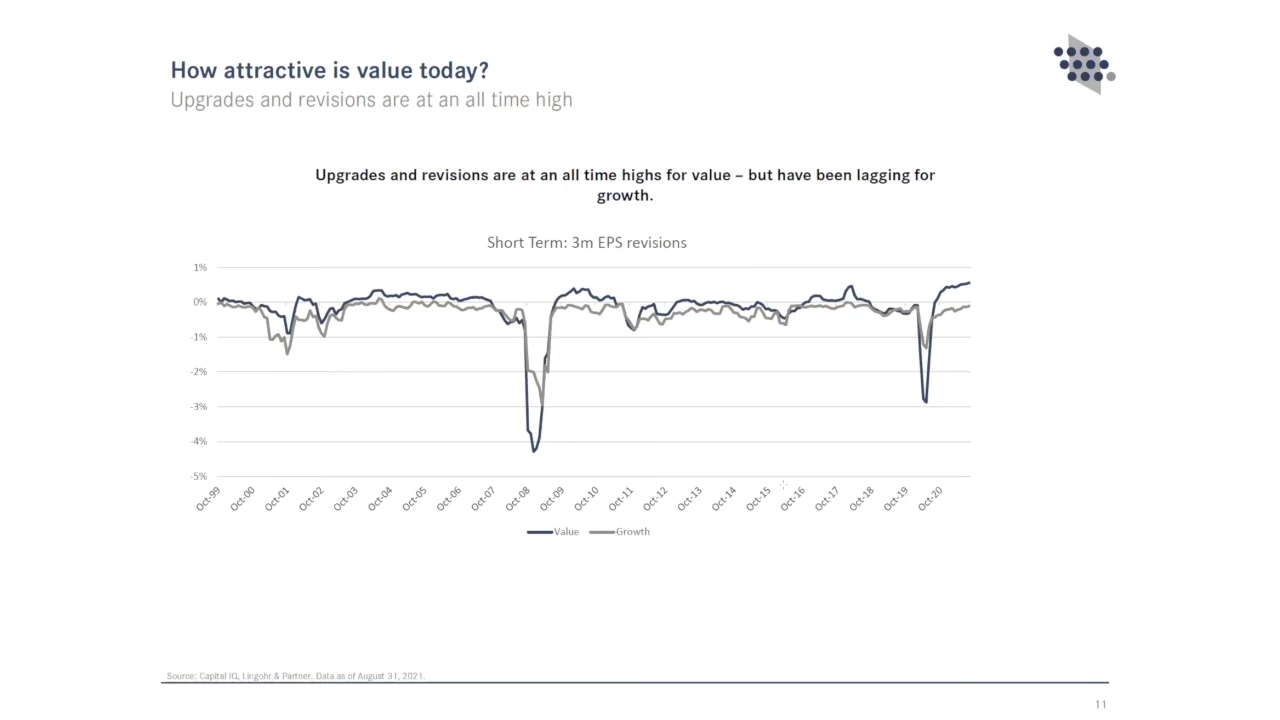 How attractive is value today?
Upgrades and revisions are at an all time high
Upgrades and revisions are at an all time highs for value – but have been lagging for
growth.
Short Term: 3m EPS revisions
1%
0%
-1%
-2%
-3%
-4%
-5%
Oct-99 Oct-00 Oct-01 Oct-02 Oct-03 Oct-04 Oct-05 Oct-06 Oct-07 Oct-08 Oct-09 Oct-10 Oct-11 Oct-12 Oct-13 Oct-14 Oct-15 Oct-16 Oct-17 Oct-18 Oct-19 Oct-20
Value Growth
Source: Capital IQ, Lingohr & Partner. Data as of August 31, 2021.
11